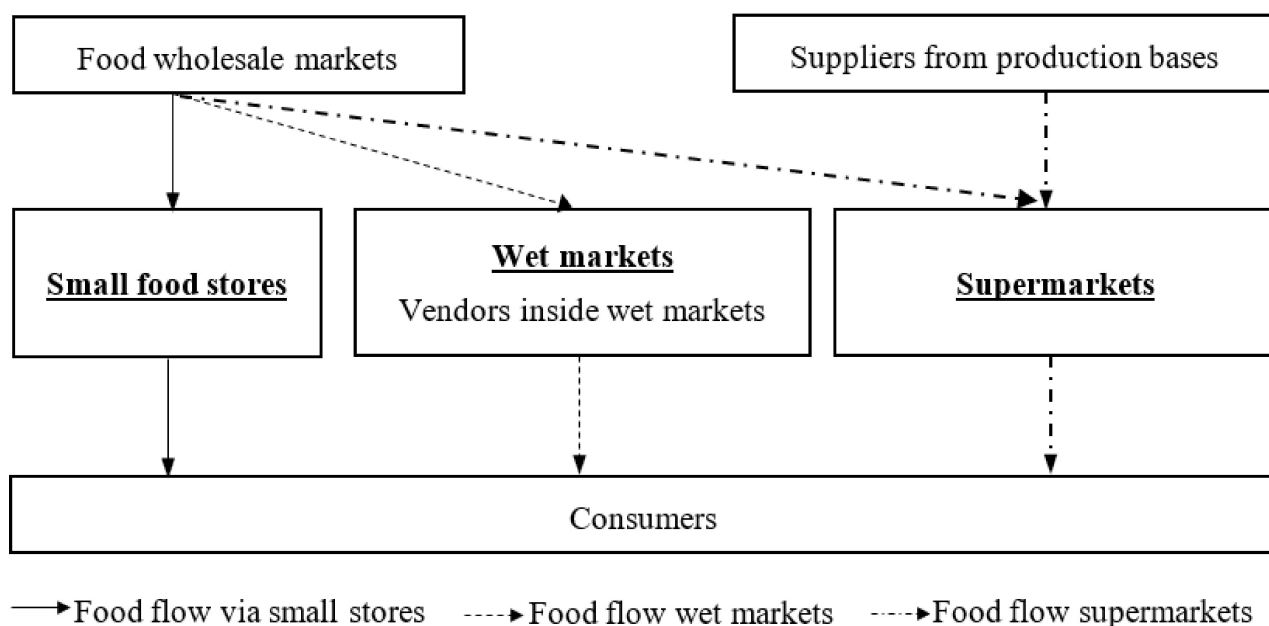 Food wholesale markets
Suppliers from production bases
Small food stores
Wet markets
Vendors inside wet markets
Supermarkets
Consumers
Food flow via small stores
Food flow wet markets
Food flow supermarkets